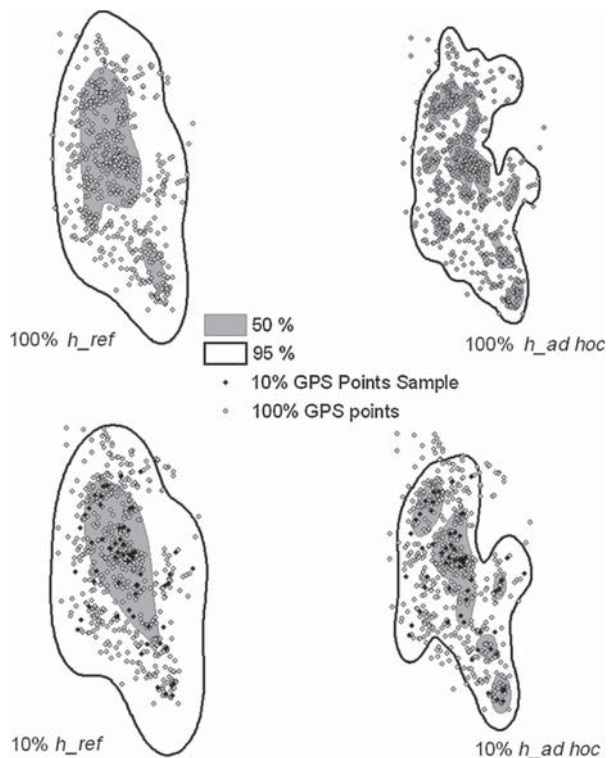 100% h_ref
100% h_ad hoc
50 %
95 %
10% GPS Points Sample
100% GPS points
10% h_ref
10% h_ad hoc